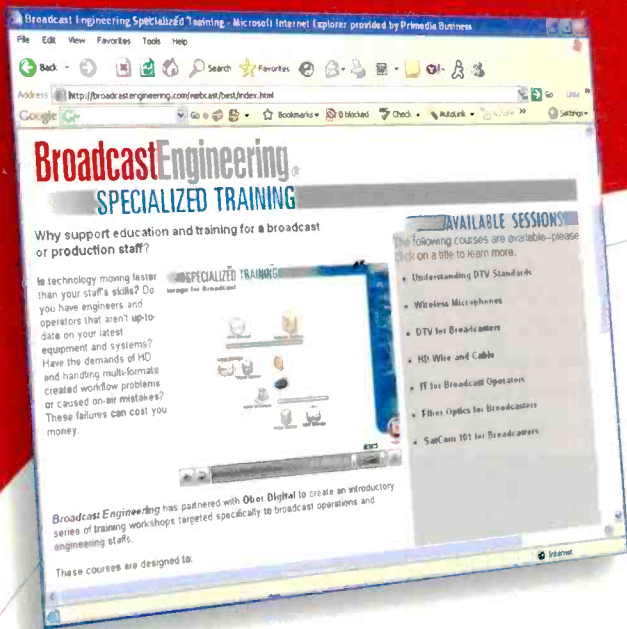 Broadcast Engineering Specialized Training - Microsoft Internet Explorer provided by Primedia Business
File Edit View Favorites Tools Help
Back Search Favorites
Address http://broadcastengineering.com/webcast/best/index.html Go Links
Google Go Bookmarks 0 blocked Check AutoLink Settings
BroadcastEngineering®
SPECIALIZED TRAINING
Why support education and training for a broadcast
or production staff?
Is technology moving faster
than your staff's skills? Do
you have engineers and
operators that aren't up-to-
date on your latest
equipment and systems?
Have the demands of HD
and handling multi-formats
created workflow problems
or caused on-air mistakes?
These failures can cost you
money.
SPECIALIZED TRAINING
Broadcast Engineering has partnered with Ober Digital to create an introductory
series of training workshops targeted specifically to broadcast operations and
engineering staffs.
These courses are designed to:
AVAILABLE SESSIONS
The following courses are available--please
click on a title to learn more.
• Understanding DTV Standards
• Wireless Microphones
• DTV for Broadcasters
• HD Wire and Cable
• IT for Broadcast Operators
• Fiber Optics for Broadcasters
• SatCom 101 for Broadcasters
Internet